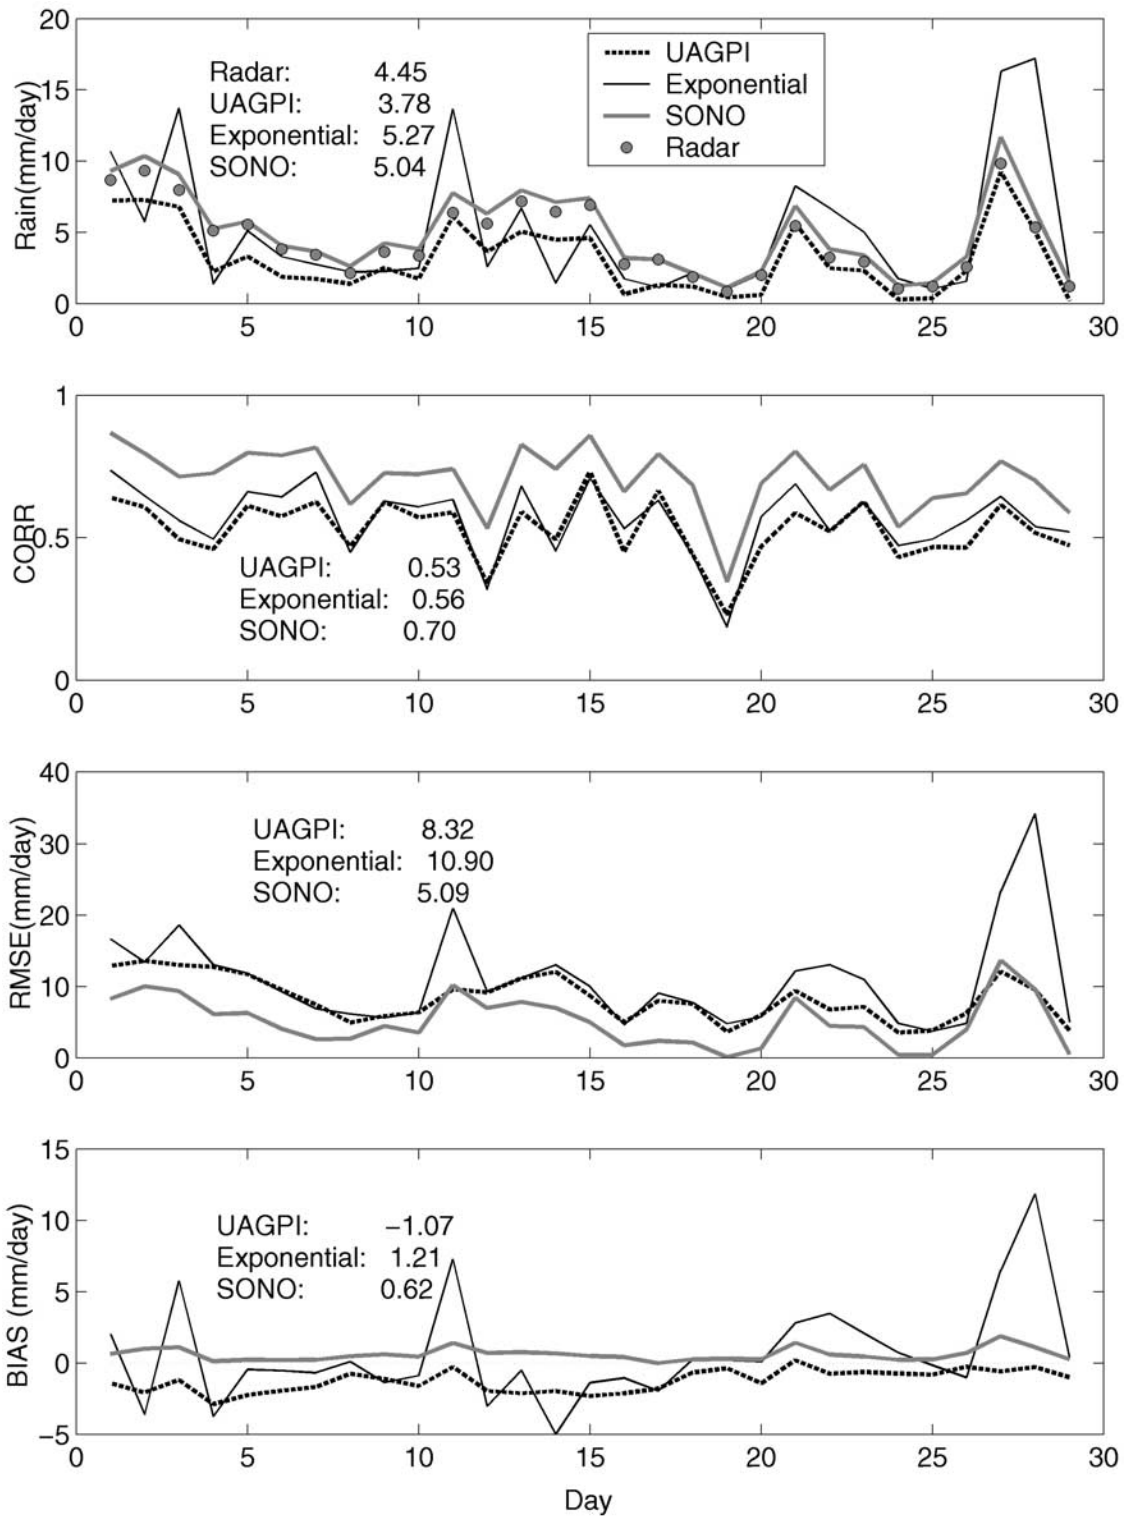 20
15
10
5
0
Rain(mm/day)
Radar: 4.45
UAGPI: 3.78
Exponential: 5.27
SONO: 5.04
UAGPI
Exponential
SONO
Radar
0 5 10 15 20 25 30
1
0.5
0
CORR
UAGPI: 0.53
Exponential: 0.56
SONO: 0.70
0 5 10 15 20 25 30
40
30
20
10
0
RMSE(mm/day)
UAGPI: 8.32
Exponential: 10.90
SONO: 5.09
0 5 10 15 20 25 30
15
10
5
0
−5
BIAS (mm/day)
UAGPI: −1.07
Exponential: 1.21
SONO: 0.62
0 5 10 15 20 25 30
Day